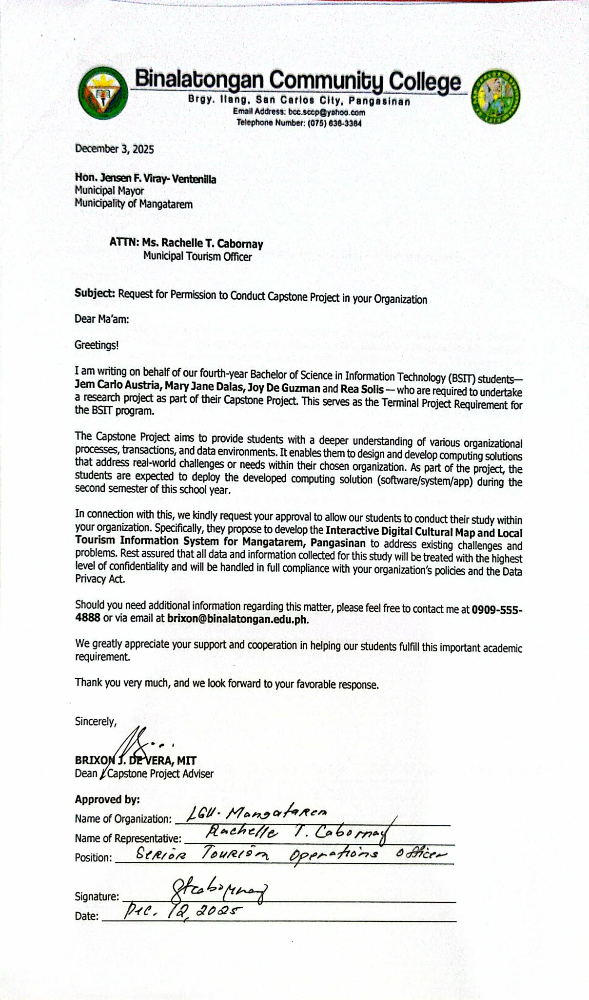 Binalatongan Community College
Brgy. Ilang, San Carlos City, Pangasinan
Email Address: bcc.sccp@yahoo.com
Telephone Number: (075) 636-3384
December 3, 2025
Hon. Jensen F. Viray- Ventenilla
Municipal Mayor
Municipality of Mangatarem
ATTN: Ms. Rachelle T. Cabornay
Municipal Tourism Officer
Subject: Request for Permission to Conduct Capstone Project in your Organization
Dear Ma'am:
Greetings!
I am writing on behalf of our fourth-year Bachelor of Science in Information Technology (BSIT) students—
Jem Carlo Austria, Mary Jane Dalas, Joy De Guzman and Rea Solis — who are required to undertake
a research project as part of their Capstone Project. This serves as the Terminal Project Requirement for
the BSIT program.
The Capstone Project aims to provide students with a deeper understanding of various organizational
processes, transactions, and data environments. It enables them to design and develop computing solutions
that address real-world challenges or needs within their chosen organization. As part of the project, the
students are expected to deploy the developed computing solution (software/system/app) during the
second semester of this school year.
In connection with this, we kindly request your approval to allow our students to conduct their study within
your organization. Specifically, they propose to develop the Interactive Digital Cultural Map and Local
Tourism Information System for Mangatarem, Pangasinan to address existing challenges and
problems. Rest assured that all data and information collected for this study will be treated with the highest
level of confidentiality and will be handled in full compliance with your organization's policies and the Data
Privacy Act.
Should you need additional information regarding this matter, please feel free to contact me at 0909-555-
4888 or via email at brixon@binalatongan.edu.ph.
We greatly appreciate your support and cooperation in helping our students fulfill this important academic
requirement.
Thank you very much, and we look forward to your favorable response.
Sincerely,
BRIXON J. DE VERA, MIT
Dean / Capstone Project Adviser
Approved by:
Name of Organization: LGU- Mangatarem
Name of Representative: Rachelle T. Cabornay
Position: Senior Tourism Operations Officer
Signature:
Date: Dec. 12, 2025